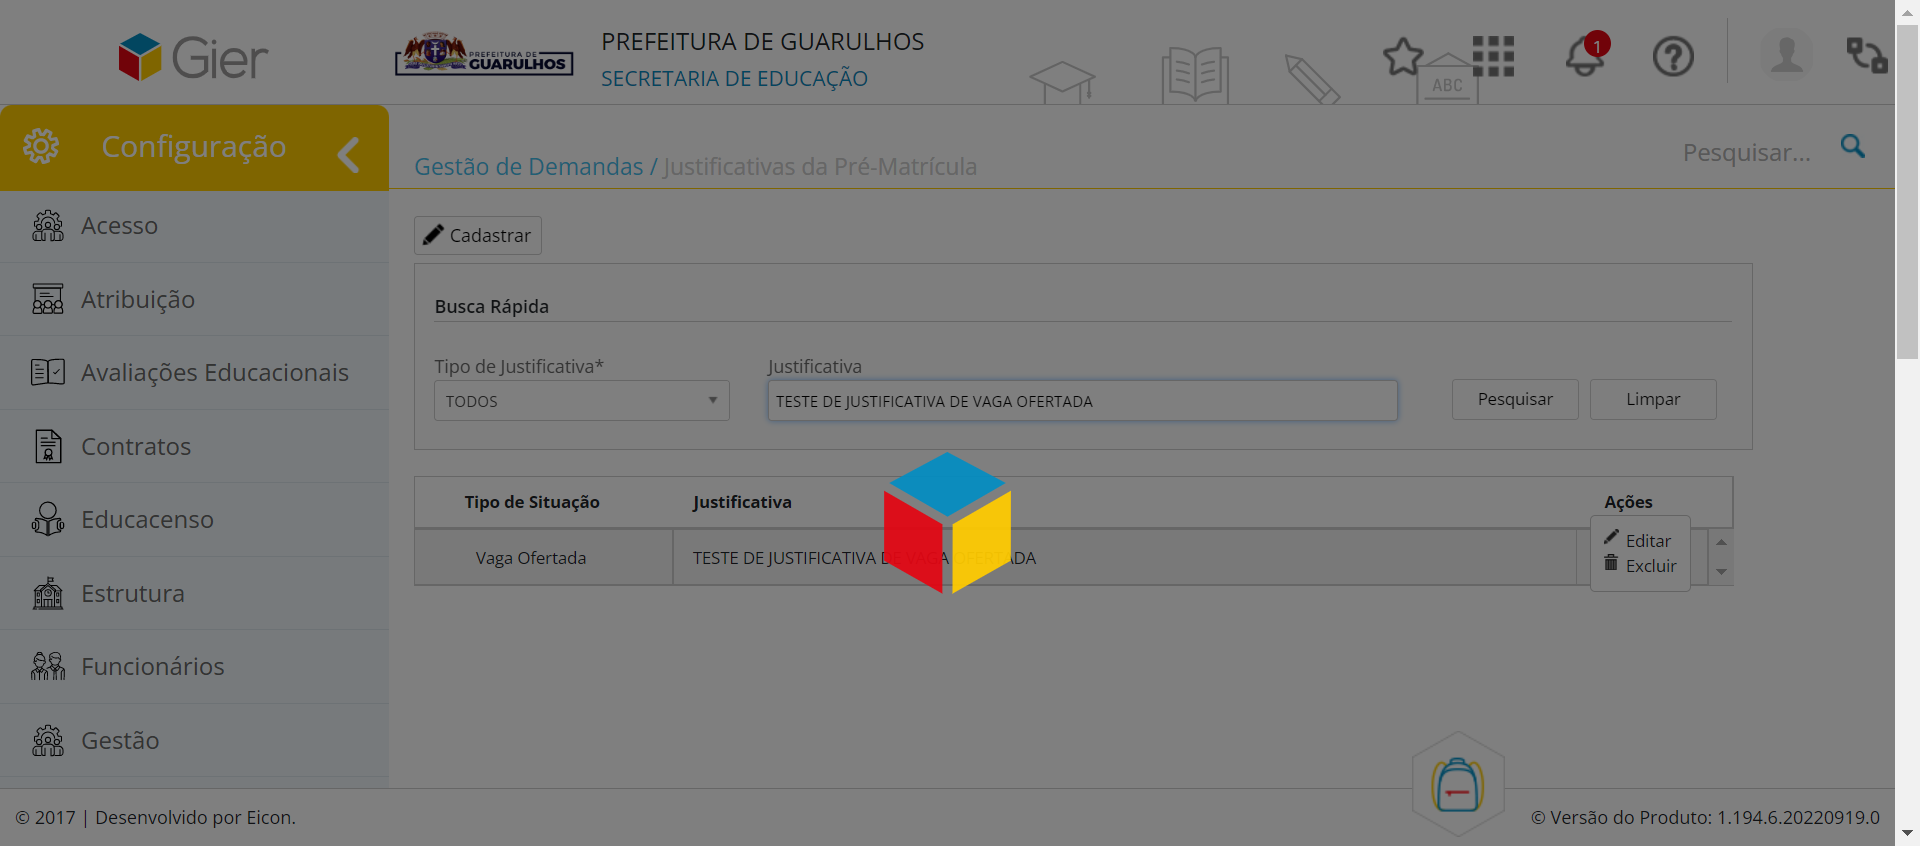 Gier
PREFEITURA DE
GUARULHOS
PREFEITURA DE GUARULHOS
SECRETARIA DE EDUCAÇÃO
ABC
1
Configuração
Gestão de Demandas / Justificativas da Pré-Matrícula
Pesquisar...
Acesso
Atribuição
Avaliações Educacionais
Contratos
Educacenso
Estrutura
Funcionários
Gestão
Cadastrar
Busca Rápida
Tipo de Justificativa*
Justificativa
TODOS
TESTE DE JUSTIFICATIVA DE VAGA OFERTADA
Pesquisar
Limpar
Tipo de Situação
Justificativa
Ações
Vaga Ofertada
TESTE DE JUSTIFICATIVA DE VAGA OFERTADA
Editar
Excluir
© 2017 | Desenvolvido por Eicon.
© Versão do Produto: 1.194.6.20220919.0